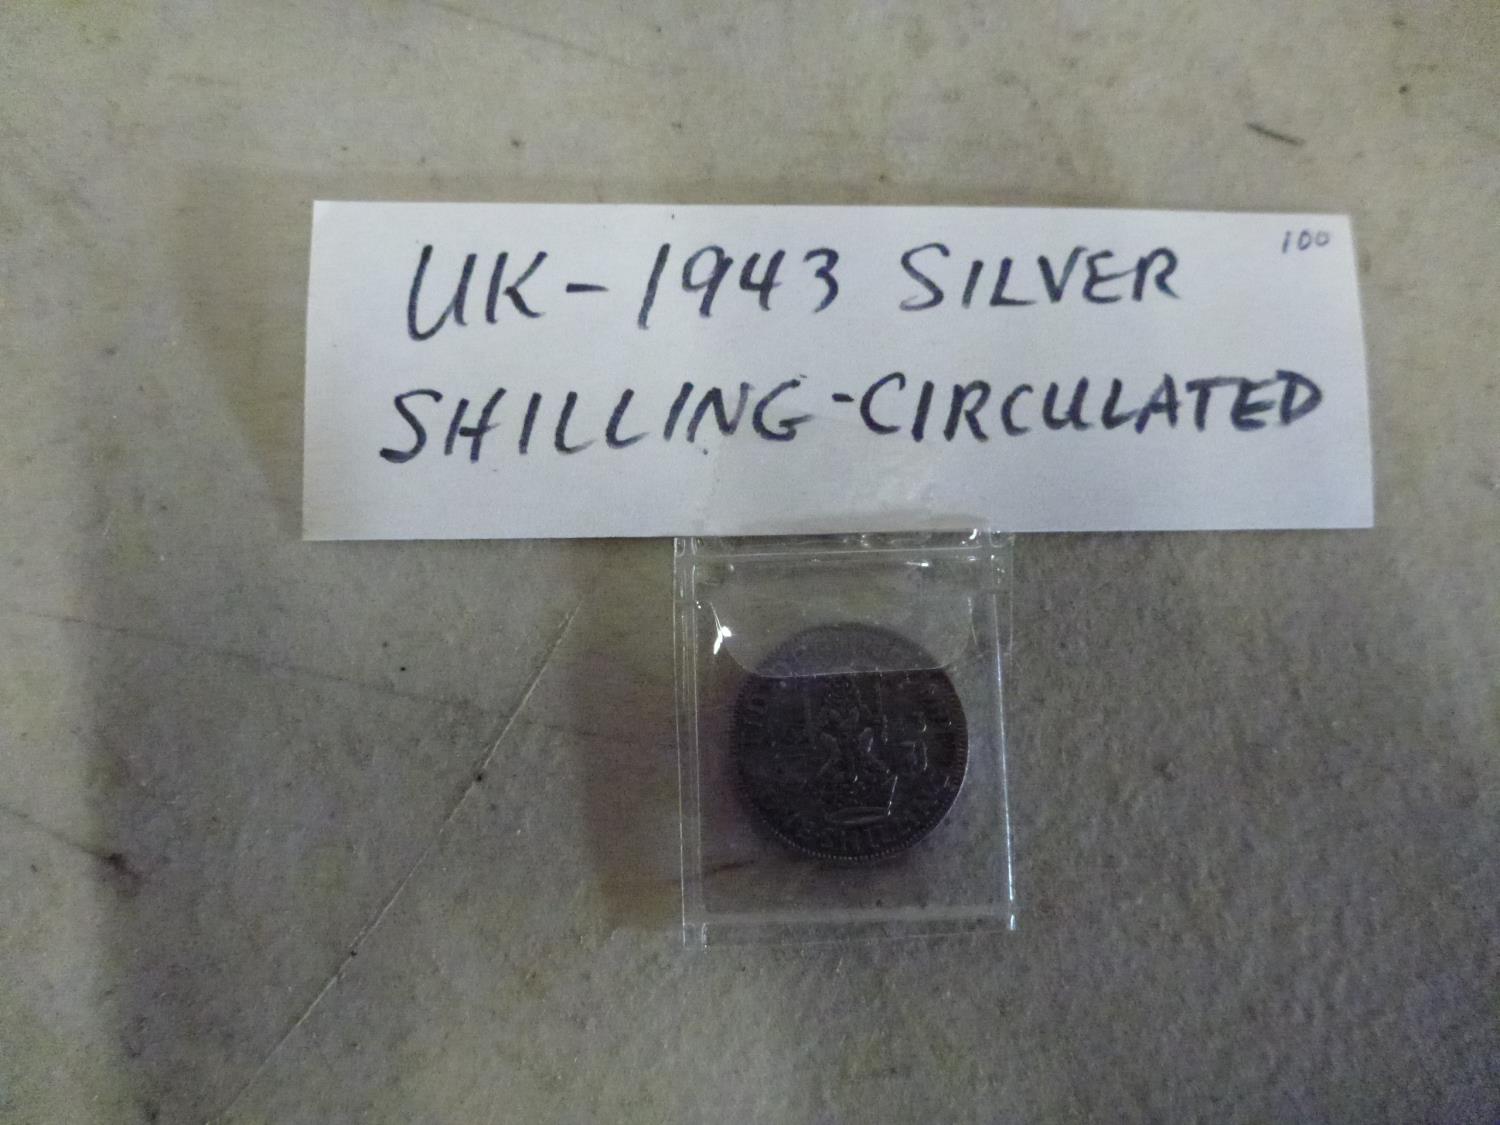 100
UK-1943 SILVER
SHILLING-CIRCULATED